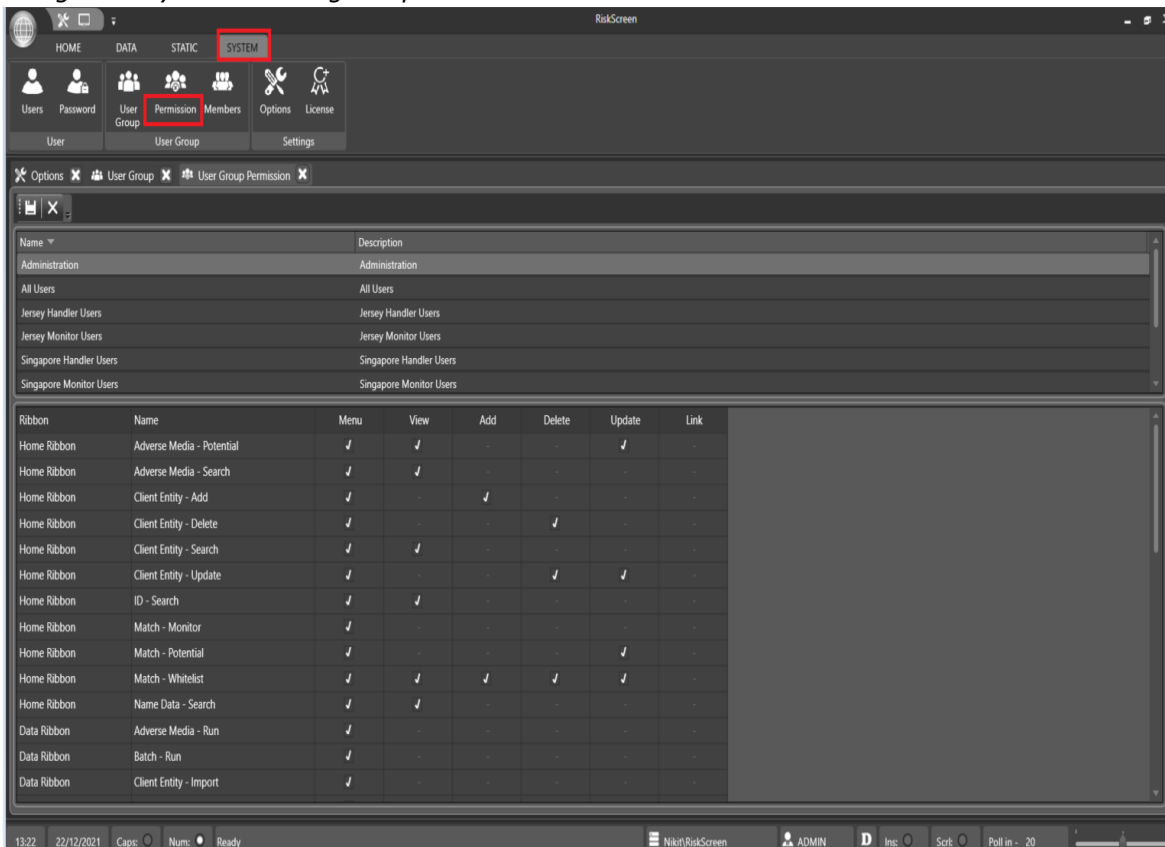 RiskScreen
HOME DATA STATIC SYSTEM
Users Password User Group Permission Members Options License
User User Group Settings
Options User Group User Group Permission
Name Description
Administration Administration
All Users All Users
Jersey Handler Users Jersey Handler Users
Jersey Monitor Users Jersey Monitor Users
Singapore Handler Users Singapore Handler Users
Singapore Monitor Users Singapore Monitor Users
Ribbon Name Menu View Add Delete Update Link
Home Ribbon Adverse Media - Potential √ √ - - √ -
Home Ribbon Adverse Media - Search √ √ - - - -
Home Ribbon Client Entity - Add √ - √ - - -
Home Ribbon Client Entity - Delete √ - - √ - -
Home Ribbon Client Entity - Search √ √ - - - -
Home Ribbon Client Entity - Update √ - - √ √ -
Home Ribbon ID - Search √ √ - - - -
Home Ribbon Match - Monitor √ - - - - -
Home Ribbon Match - Potential √ - - - √ -
Home Ribbon Match - Whitelist √ √ √ √ √ -
Home Ribbon Name Data - Search √ √ - - - -
Data Ribbon Adverse Media - Run √ - - - - -
Data Ribbon Batch - Run √ - - - - -
Data Ribbon Client Entity - Import √ - - - - -
13:22 22/12/2021 Caps: Num: Ready Nikit\RiskScreen ADMIN D Ins: Scrl: Poll in - 20